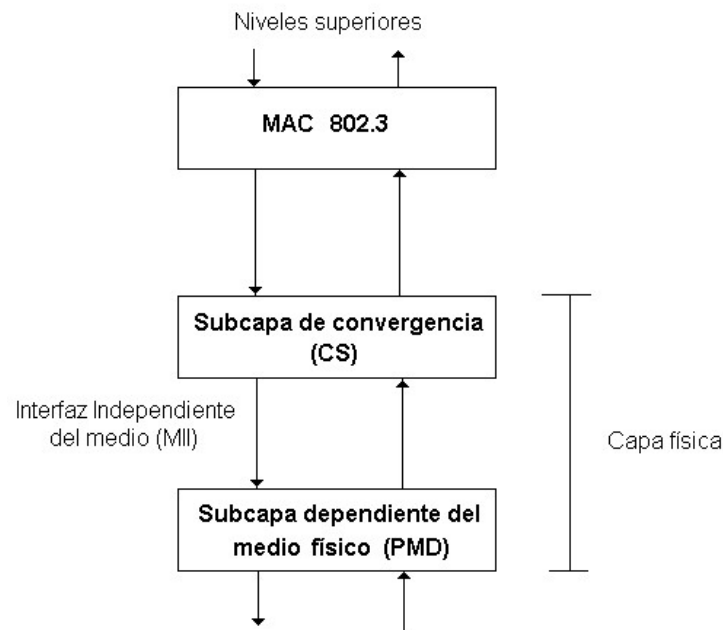 Niveles superiores
MAC 802.3
Subcapa de convergencia
(CS)
Interfaz Independiente
del medio (MII)
Capa física
Subcapa dependiente del
medio físico (PMD)